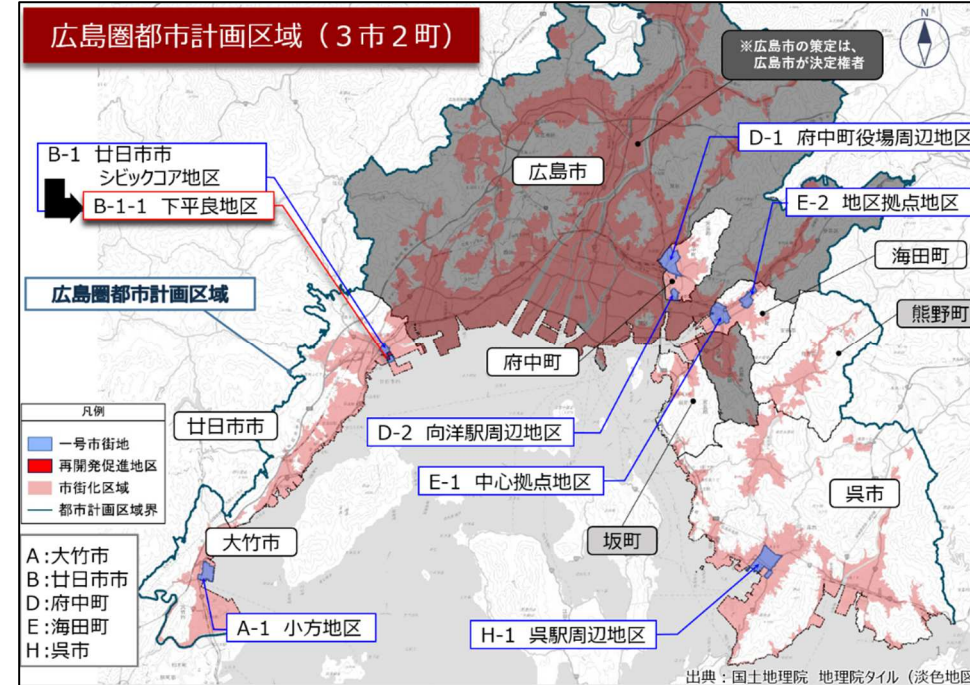 広島圏都市計画区域（3市2町）
N
※広島市の策定は、
広島市が決定権者
B-1 廿日市市
シビックコア地区
B-1-1 下平良地区
広島市
D-1 府中町役場周辺地区
E-2 地区拠点地区
海田町
熊野町
広島圏都市計画区域
府中町
廿日市市
D-2 向洋駅周辺地区
E-1 中心拠点地区
呉市
凡例
一号市街地
再開発促進地区
市街化区域
都市計画区域界
大竹市
坂町
A:大竹市
B:廿日市市
D:府中町
E:海田町
H:呉市
A-1 小方地区
H-1 呉駅周辺地区
出典：国土地理院 地理院タイル（淡色地図